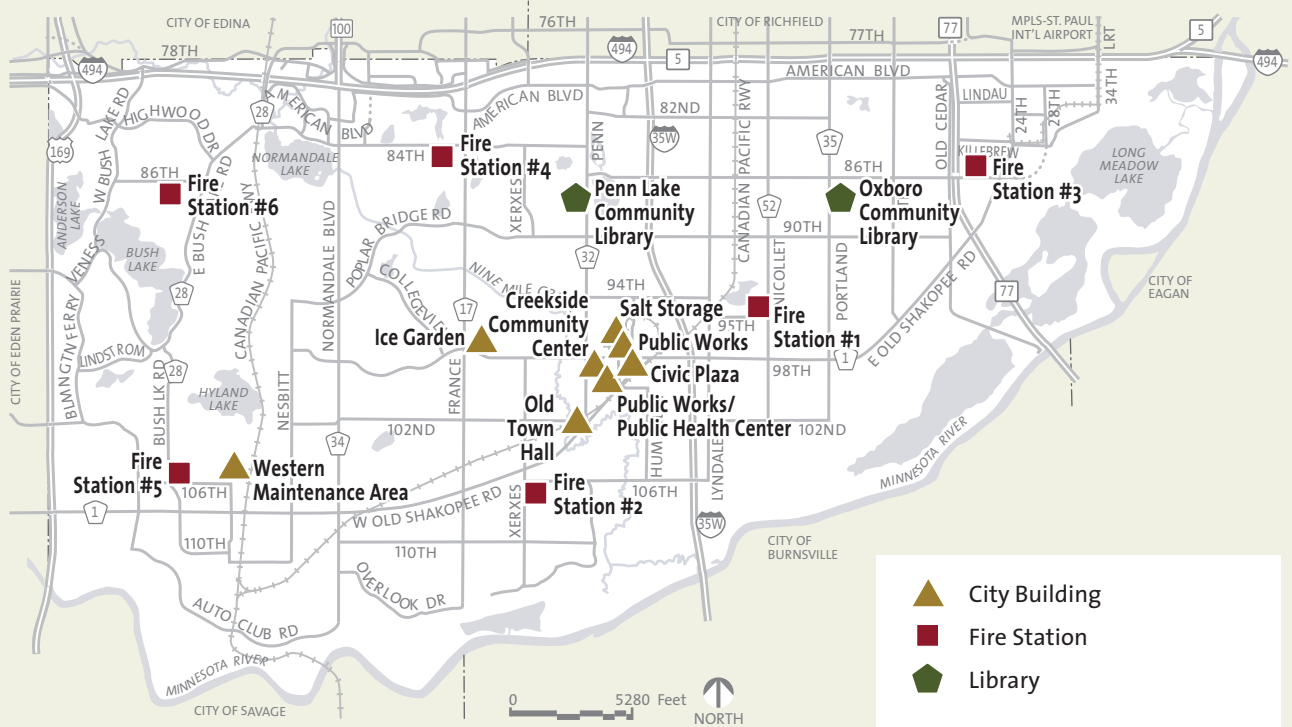 CITY OF EDINA
76TH
CITY OF RICHFIELD
MPLS-ST. PAUL
INT'L AIRPORT
100
77
5
77TH
78TH
494
494
5
494
LRT
AMERICAN BLVD
34TH
LINDAU
24TH
28TH
W BUSH LAKE RD
HIGHWOOD DR
28
AMERICAN BLVD
AMERICAN BLVD
82ND
PENN
35W
CANADIAN PACIFIC RWY
35
OLD CEDAR
KILLEBREW
LONG
MEADOW
LAKE
169
NORMANDALE
LAKE
84TH
Fire
Station #4
86TH
86TH
Fire
Station #6
Fire
Station #3
ANDERSON
LAKE
XERXES
Penn Lake
Community
Library
52
Oxboro
Community
Library
90TH
POPLAR BRIDGE RD
NORMANDALE BLVD
E BUSH
RD
BUSH
LAKE
CANADIAN PACIFIC
NY
VENESS
32
NICOLLET
PORTLAND
E OLD SHAKOPEE RD
77
CITY OF
EAGAN
COLLEGEVIEW
NINE MILE
94TH
28
17
CITY OF EDEN PRAIRIE
BLMNGTN FERRY
LINDSTROM
28
Ice Garden
Creekside
Community
Center
Salt Storage
Public Works
Civic Plaza
95TH
Fire
Station #1
1
98TH
HYLAND
LAKE
NESBITT
FRANCE
BUSH LK RD
Old
Town
Hall
Public Works/
Public Health Center
102ND
102ND
34
HUM
LYNDALE
MINNESOTA RIVER
Fire
Station #5
Western
Maintenance Area
106TH
Fire
Station #2
106TH
1
W OLD SHAKOPEE RD
XERXES
35W
110TH
110TH
CITY OF
BURNSVILLE
OVERLOOK DR
AUTO CLUB RD
MINNESOTA RIVER
CITY OF SAVAGE
0
5280 Feet
NORTH
City Building
Fire Station
Library